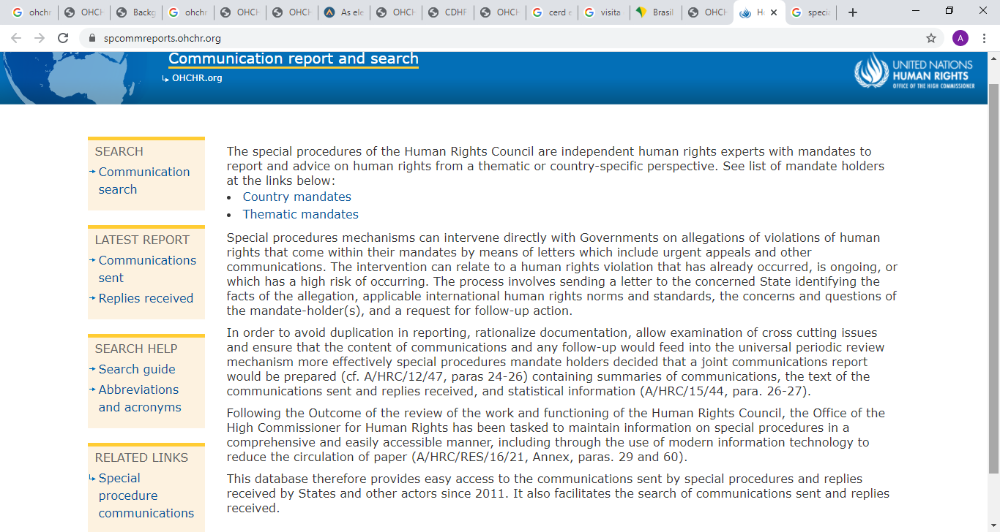 ohchr
OHCH
Backg
ohchr
OHCH
OHCH
As ele
OHCH
CDHF
OHCH
cerd e
visita
Brasil
OHCH
Ho
specia
spcommreports.ohchr.org
A
Communication report and search
OHCHR.org
UNITED NATIONS
HUMAN RIGHTS
OFFICE OF THE HIGH COMMISSIONER
SEARCH
Communication
search
LATEST REPORT
Communications
sent
Replies received
SEARCH HELP
Search guide
Abbreviations
and acronyms
RELATED LINKS
Special
procedure
communications
The special procedures of the Human Rights Council are independent human rights experts with mandates to
report and advice on human rights from a thematic or country-specific perspective. See list of mandate holders
at the links below:
• Country mandates
• Thematic mandates
Special procedures mechanisms can intervene directly with Governments on allegations of violations of human
rights that come within their mandates by means of letters which include urgent appeals and other
communications. The intervention can relate to a human rights violation that has already occurred, is ongoing, or
which has a high risk of occurring. The process involves sending a letter to the concerned State identifying the
facts of the allegation, applicable international human rights norms and standards, the concerns and questions of
the mandate-holder(s), and a request for follow-up action.
In order to avoid duplication in reporting, rationalize documentation, allow examination of cross cutting issues
and ensure that the content of communications and any follow-up would feed into the universal periodic review
mechanism more effectively special procedures mandate holders decided that a joint communications report
would be prepared (cf. A/HRC/12/47, paras 24-26) containing summaries of communications, the text of the
communications sent and replies received, and statistical information (A/HRC/15/44, para. 26-27).
Following the Outcome of the review of the work and functioning of the Human Rights Council, the Office of the
High Commissioner for Human Rights has been tasked to maintain information on special procedures in a
comprehensive and easily accessible manner, including through the use of modern information technology to
reduce the circulation of paper (A/HRC/RES/16/21, Annex, paras. 29 and 60).
This database therefore provides easy access to the communications sent by special procedures and replies
received by States and other actors since 2011. It also facilitates the search of communications sent and replies
received.